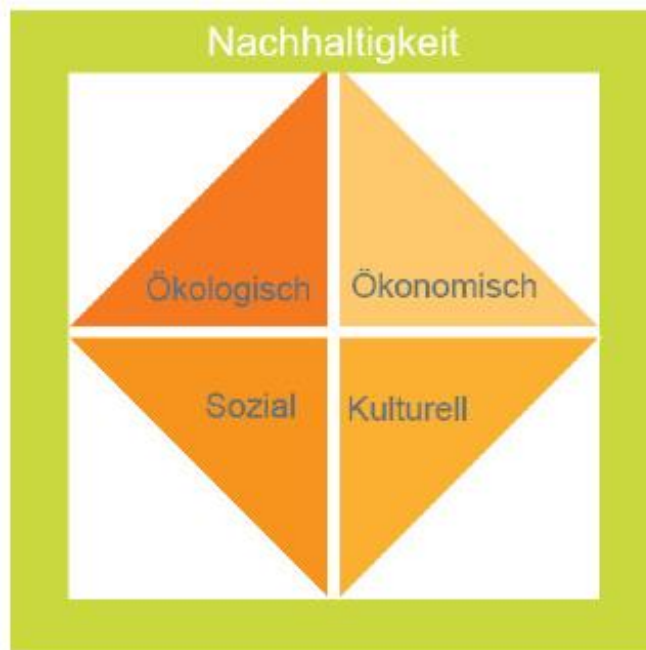 Nachhaltigkeit
Ökologisch
Ökonomisch
Sozial
Kulturell